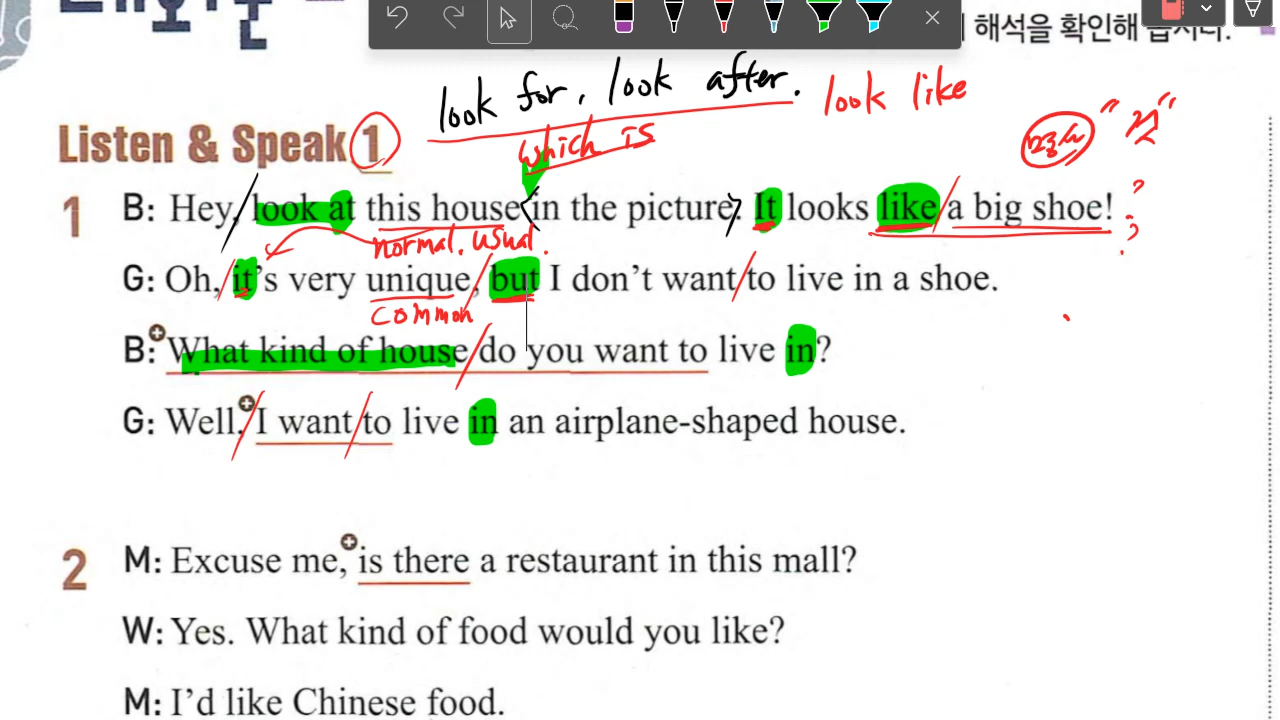 해석을 확인해 봅시다.
look for, look after. look like
Listen & Speak 1
which is
1 B: Hey, look at this house in the picture. It looks like a big shoe!
normal. usual.
G: Oh, it's very unique, but I don't want to live in a shoe.
common
B: What kind of house do you want to live in?
G: Well, I want to live in an airplane-shaped house.
2 M: Excuse me, is there a restaurant in this mall?
W: Yes. What kind of food would you like?
M: I'd like Chinese food.